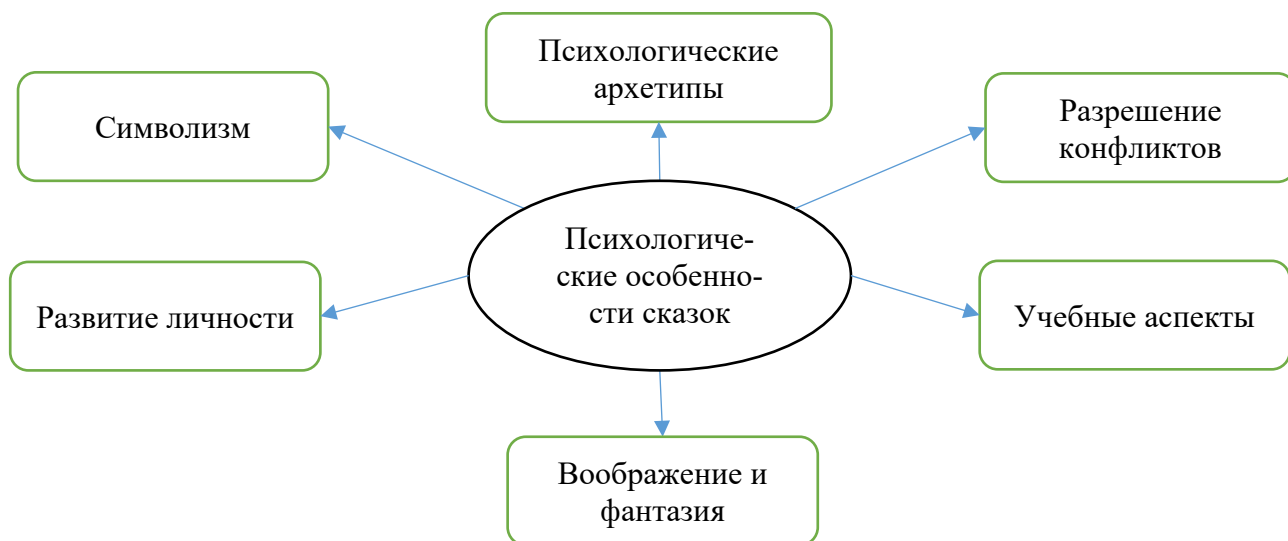 Психологические
архетипы
Символизм
Разрешение
конфликтов
Психологиче-
ские особенно-
сти сказок
Развитие личности
Учебные аспекты
Воображение и
фантазия